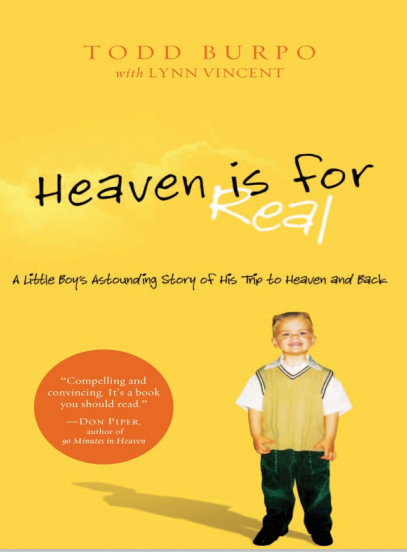 TODD BURPO
with LYNN VINCENT
Heaven is for
Real
A Little Boy's Astounding Story of His Trip to Heaven and Back
“Compelling and
convincing. It's a book
you should read.”
—DON PIPER,
author of
90 Minutes in Heaven